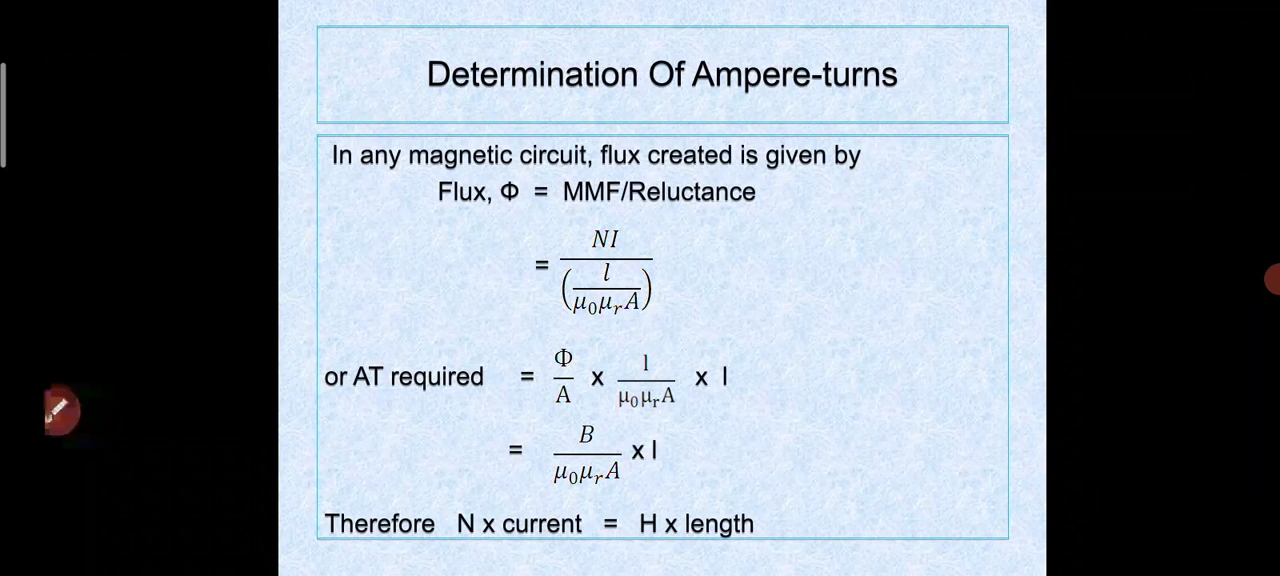 Determination Of Ampere-turns
In any magnetic circuit, flux created is given by
Flux, Φ = MMF/Reluctance
= NI / (l / μ₀μᵣA)
or AT required = Φ/A x l/μ₀μᵣA x l
= B/μ₀μᵣA x l
Therefore N x current = H x length